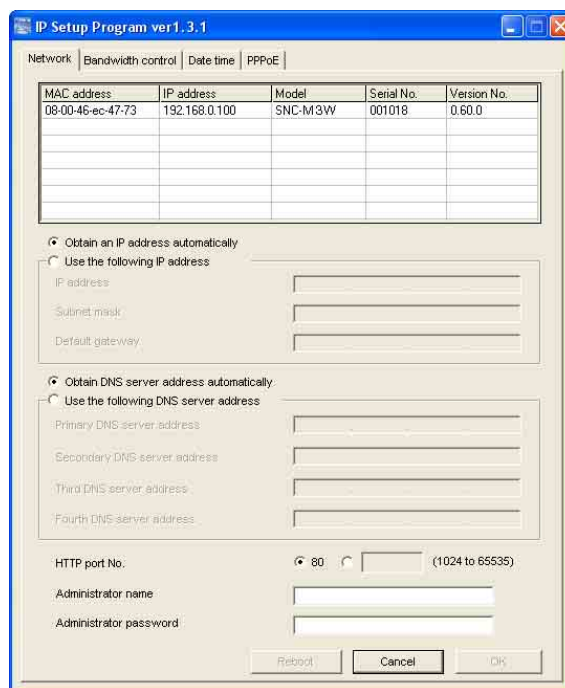 IP Setup Program ver1.3.1
Network Bandwidth control Date time PPPoE
MAC address IP address Model Serial No. Version No.
08-00-46-ec-47-73 192.168.0.100 SNC-M3W 001018 0.60.0
Obtain an IP address automatically
Use the following IP address
IP address
Subnet mask
Default gateway
Obtain DNS server address automatically
Use the following DNS server address
Primary DNS server address
Secondary DNS server address
Third DNS server address
Fourth DNS server address
HTTP port No. 80 (1024 to 65535)
Administrator name
Administrator password
Reboot Cancel OK